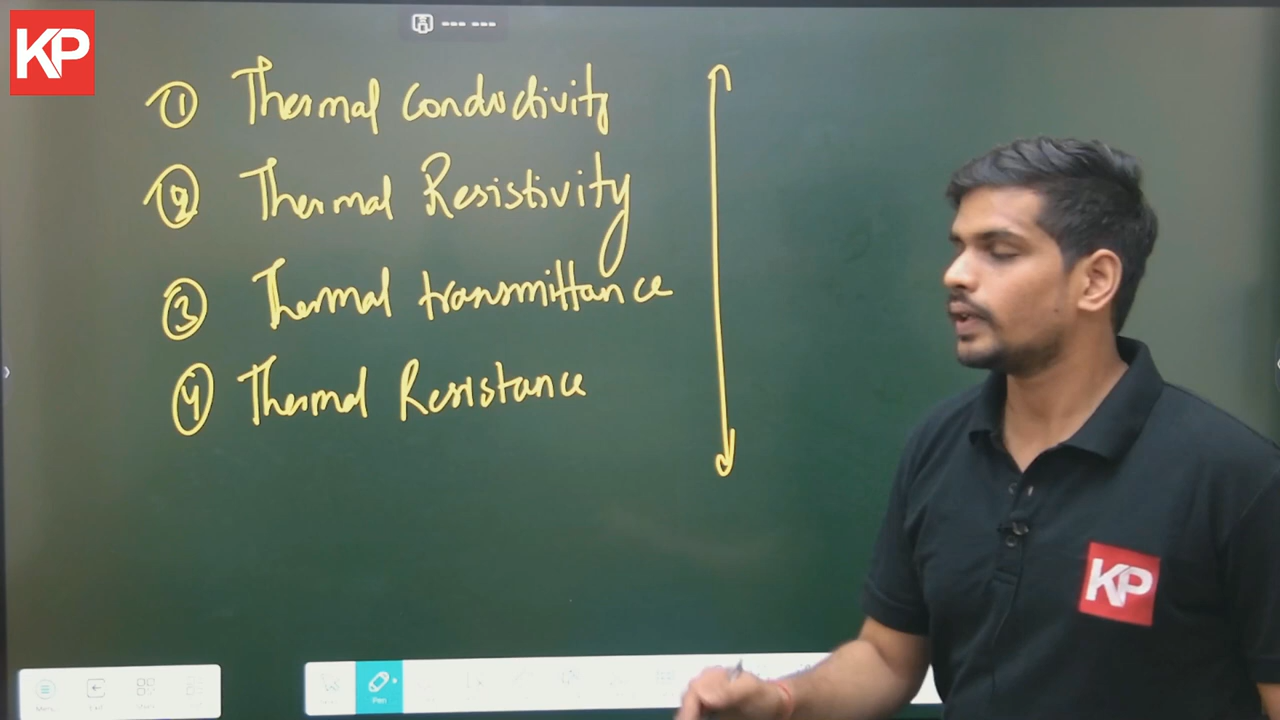 KP
① Thermal conductivity
② Thermal Resistivity
③ Thermal transmittance
④ Thermal Resistance
KP
Pen